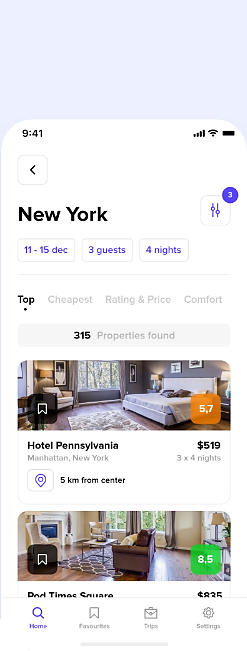 9:41
3
New York
11 - 15 dec 3 guests 4 nights
Top Cheapest Rating & Price Comfort
315 Properties found
5,7
Hotel Pennsylvania $519
Manhattan, New York 3 x 4 nights
5 km from center
8,5
Pod Times Square $835
Home Favourites Trips Settings